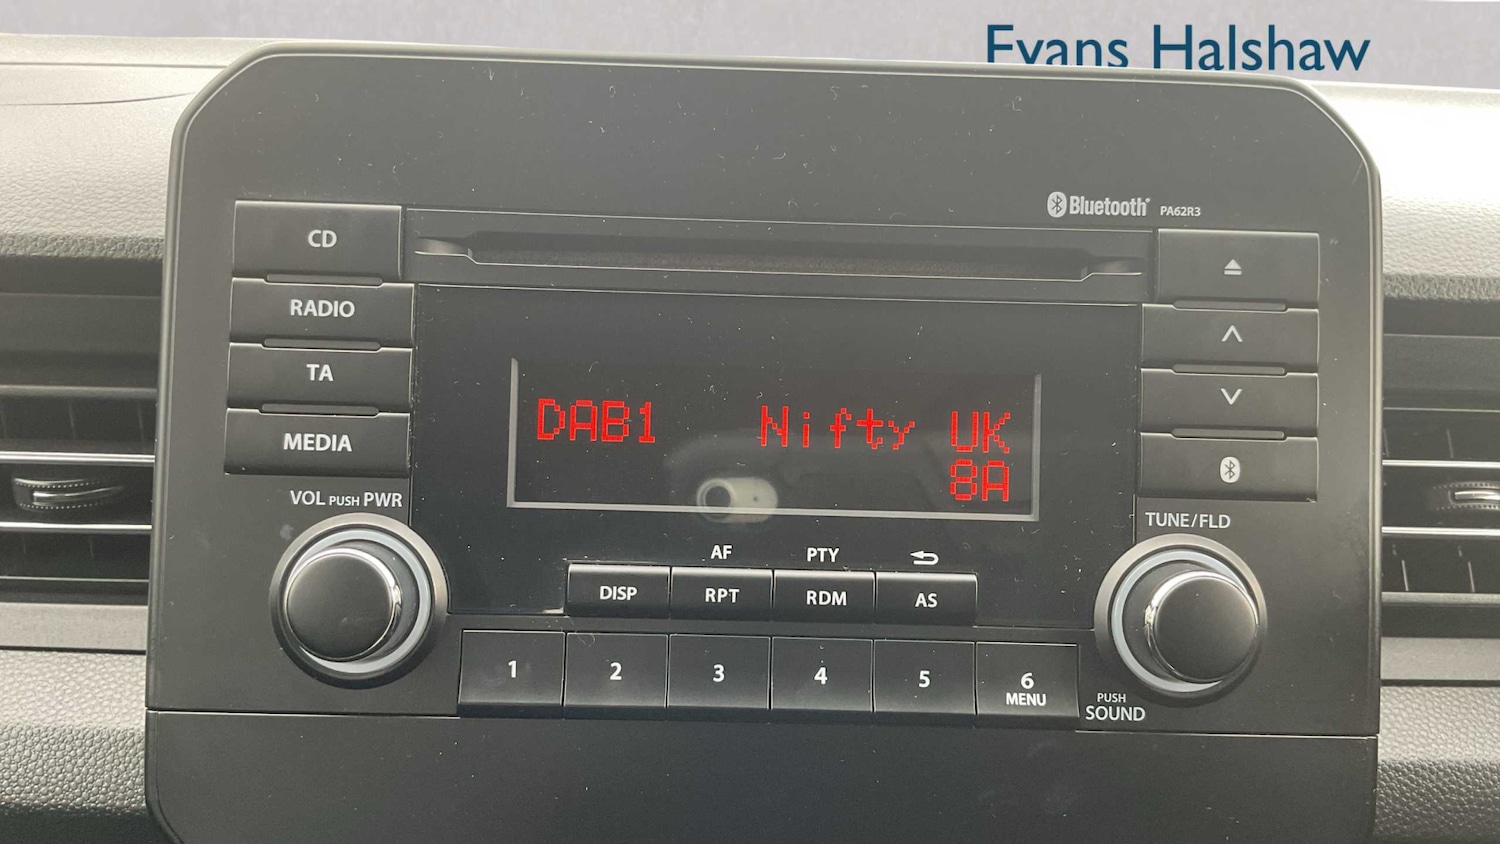 Evans Halshaw
Bluetooth® PA62R3
CD
RADIO
TA
MEDIA
DAB1 Nifty UK
8A
VOL PUSH PWR
TUNE/FLD
AF PTY
DISP RPT RDM AS
1 2 3 4 5 6
MENU
PUSH
SOUND